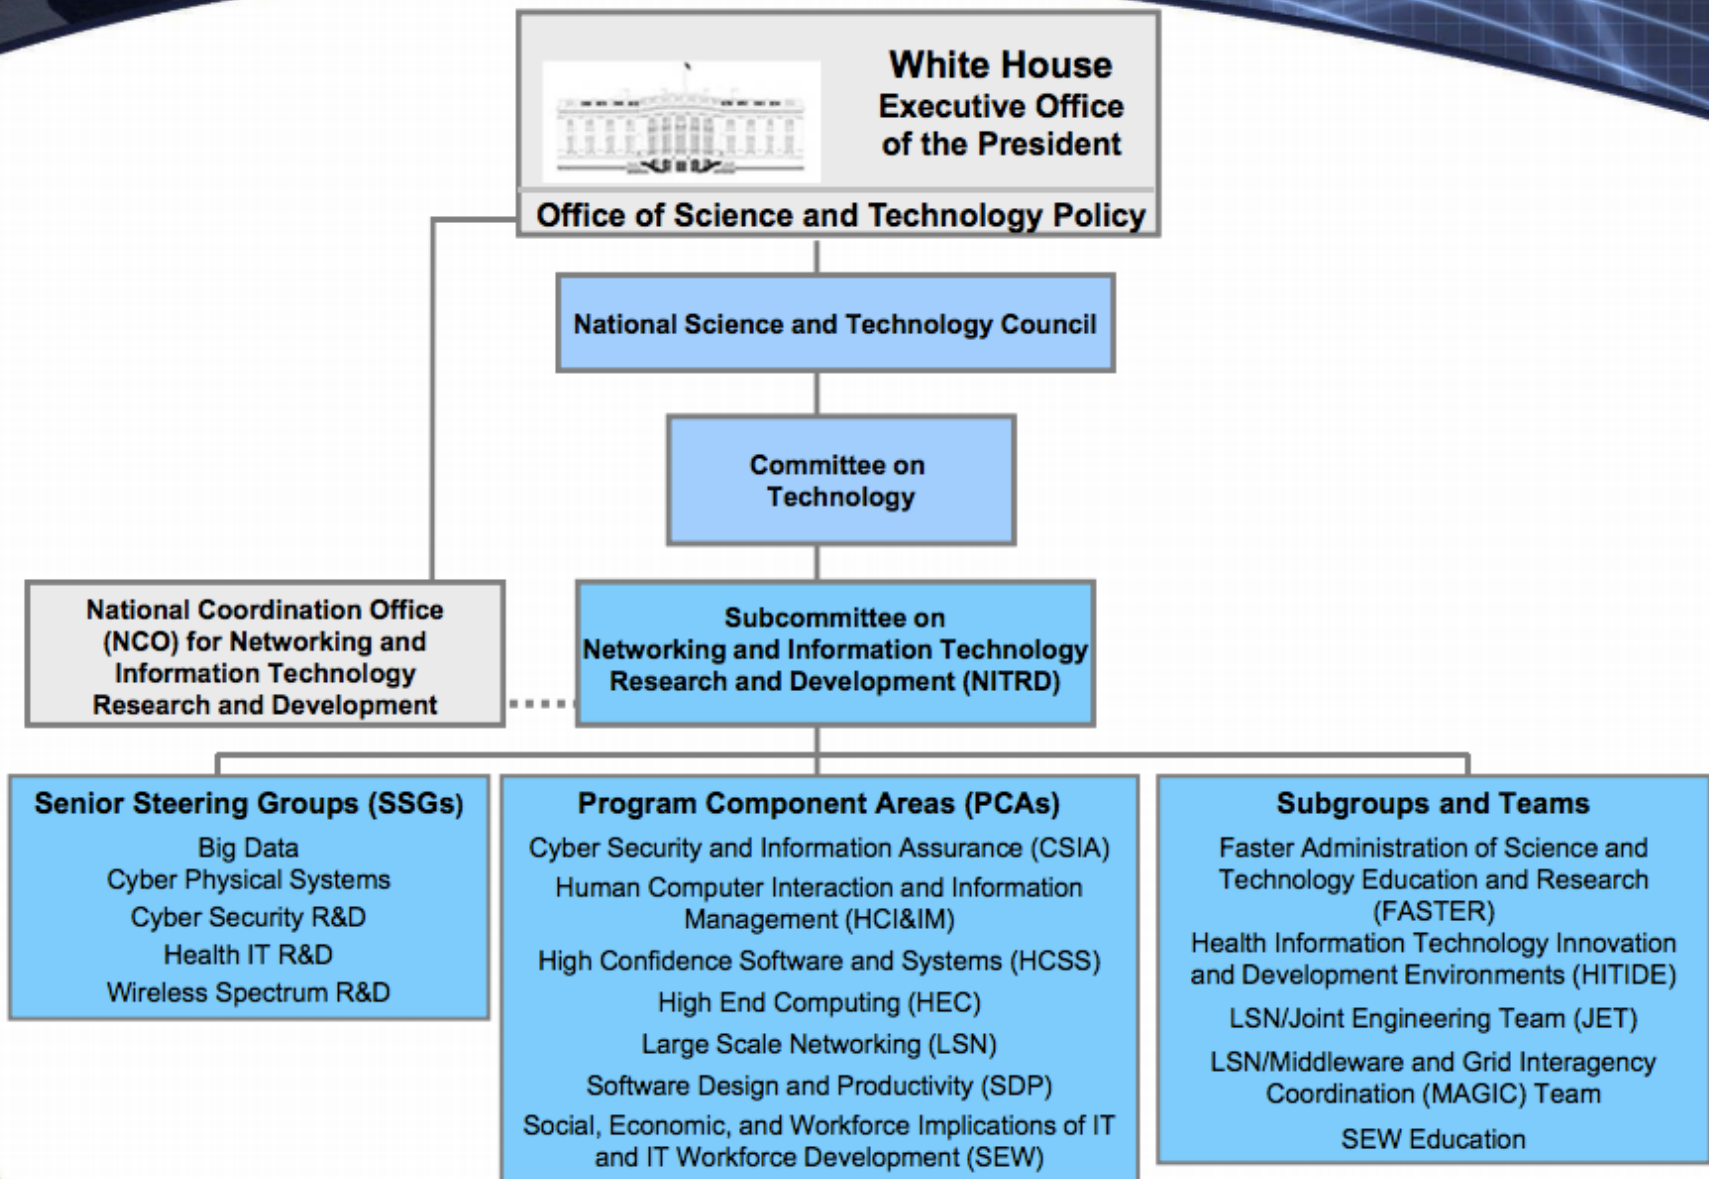 White House
Executive Office
of the President
Office of Science and Technology Policy
National Science and Technology Council
Committee on
Technology
National Coordination Office
(NCO) for Networking and
Information Technology
Research and Development
Subcommittee on
Networking and Information Technology
Research and Development (NITRD)
Senior Steering Groups (SSGs)
Big Data
Cyber Physical Systems
Cyber Security R&D
Health IT R&D
Wireless Spectrum R&D
Program Component Areas (PCAs)
Cyber Security and Information Assurance (CSIA)
Human Computer Interaction and Information
Management (HCI&IM)
High Confidence Software and Systems (HCSS)
High End Computing (HEC)
Large Scale Networking (LSN)
Software Design and Productivity (SDP)
Social, Economic, and Workforce Implications of IT
and IT Workforce Development (SEW)
Subgroups and Teams
Faster Administration of Science and
Technology Education and Research
(FASTER)
Health Information Technology Innovation
and Development Environments (HITIDE)
LSN/Joint Engineering Team (JET)
LSN/Middleware and Grid Interagency
Coordination (MAGIC) Team
SEW Education